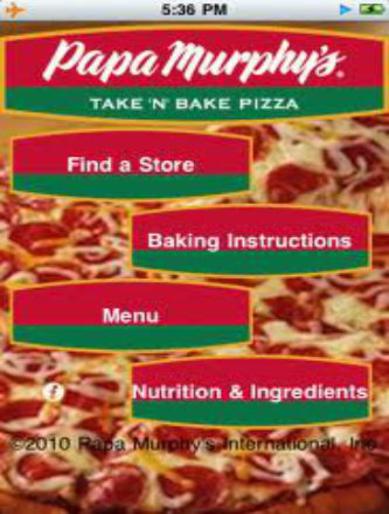 5:36 PM
Papa Murphy's.
TAKE 'N' BAKE PIZZA
Find a Store
Baking Instructions
Menu
Nutrition & Ingredients
©2010 Papa Murphy's International, Inc